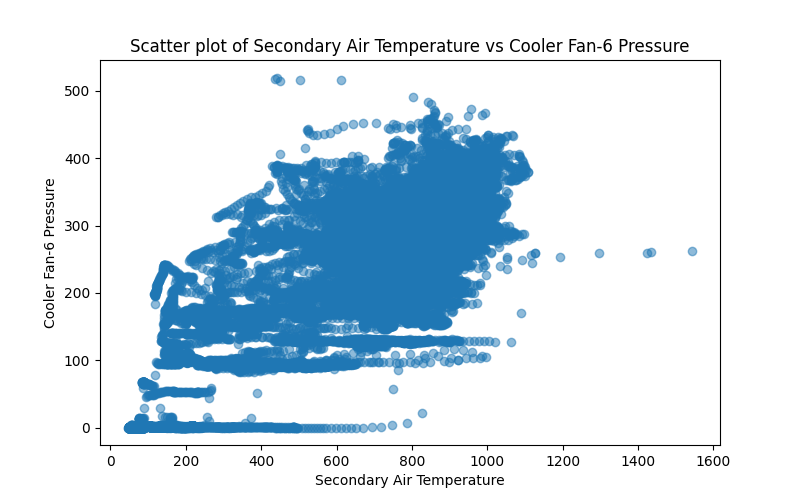 Scatter plot of Secondary Air Temperature vs Cooler Fan-6 Pressure
500
400
300
200
100
0
Cooler Fan-6 Pressure
0 200 400 600 800 1000 1200 1400 1600
Secondary Air Temperature